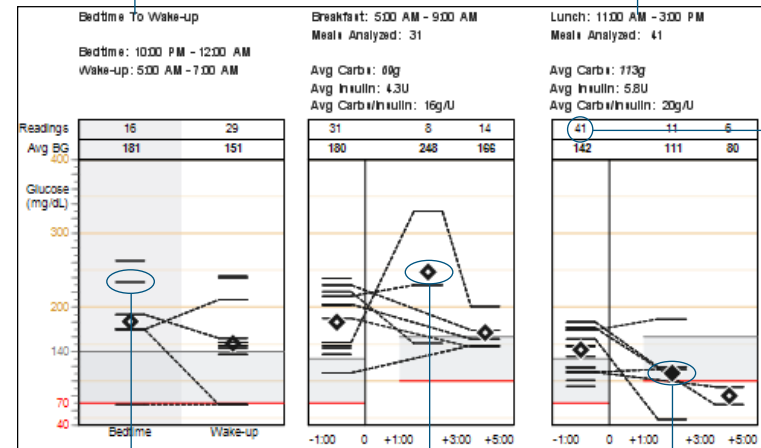 Bedtime To Wake-up
Bedtime: 10:00 PM - 12:00 AM
Wake-up: 5:00 AM - 7:00 AM
Breakfast: 5:00 AM - 9:00 AM
Meals Analyzed: 31
Avg Carbs: 69g
Avg Insulin: 4.3U
Avg Carbs/Insulin: 16g/U
Lunch: 11:00 AM - 3:00 PM
Meals Analyzed: 41
Avg Carbs: 113g
Avg Insulin: 5.8U
Avg Carbs/Insulin: 20g/U
Readings 16 29 31 8 14 41 11 6
Avg BG 181 151 180 248 166 142 111 80
400
Glucose
(mg/dL)
300
200
140
70
40
Bedtime Wake-up
-1:00 0 +1:00 +3:00 +5:00
-1:00 0 +1:00 +3:00 +5:00